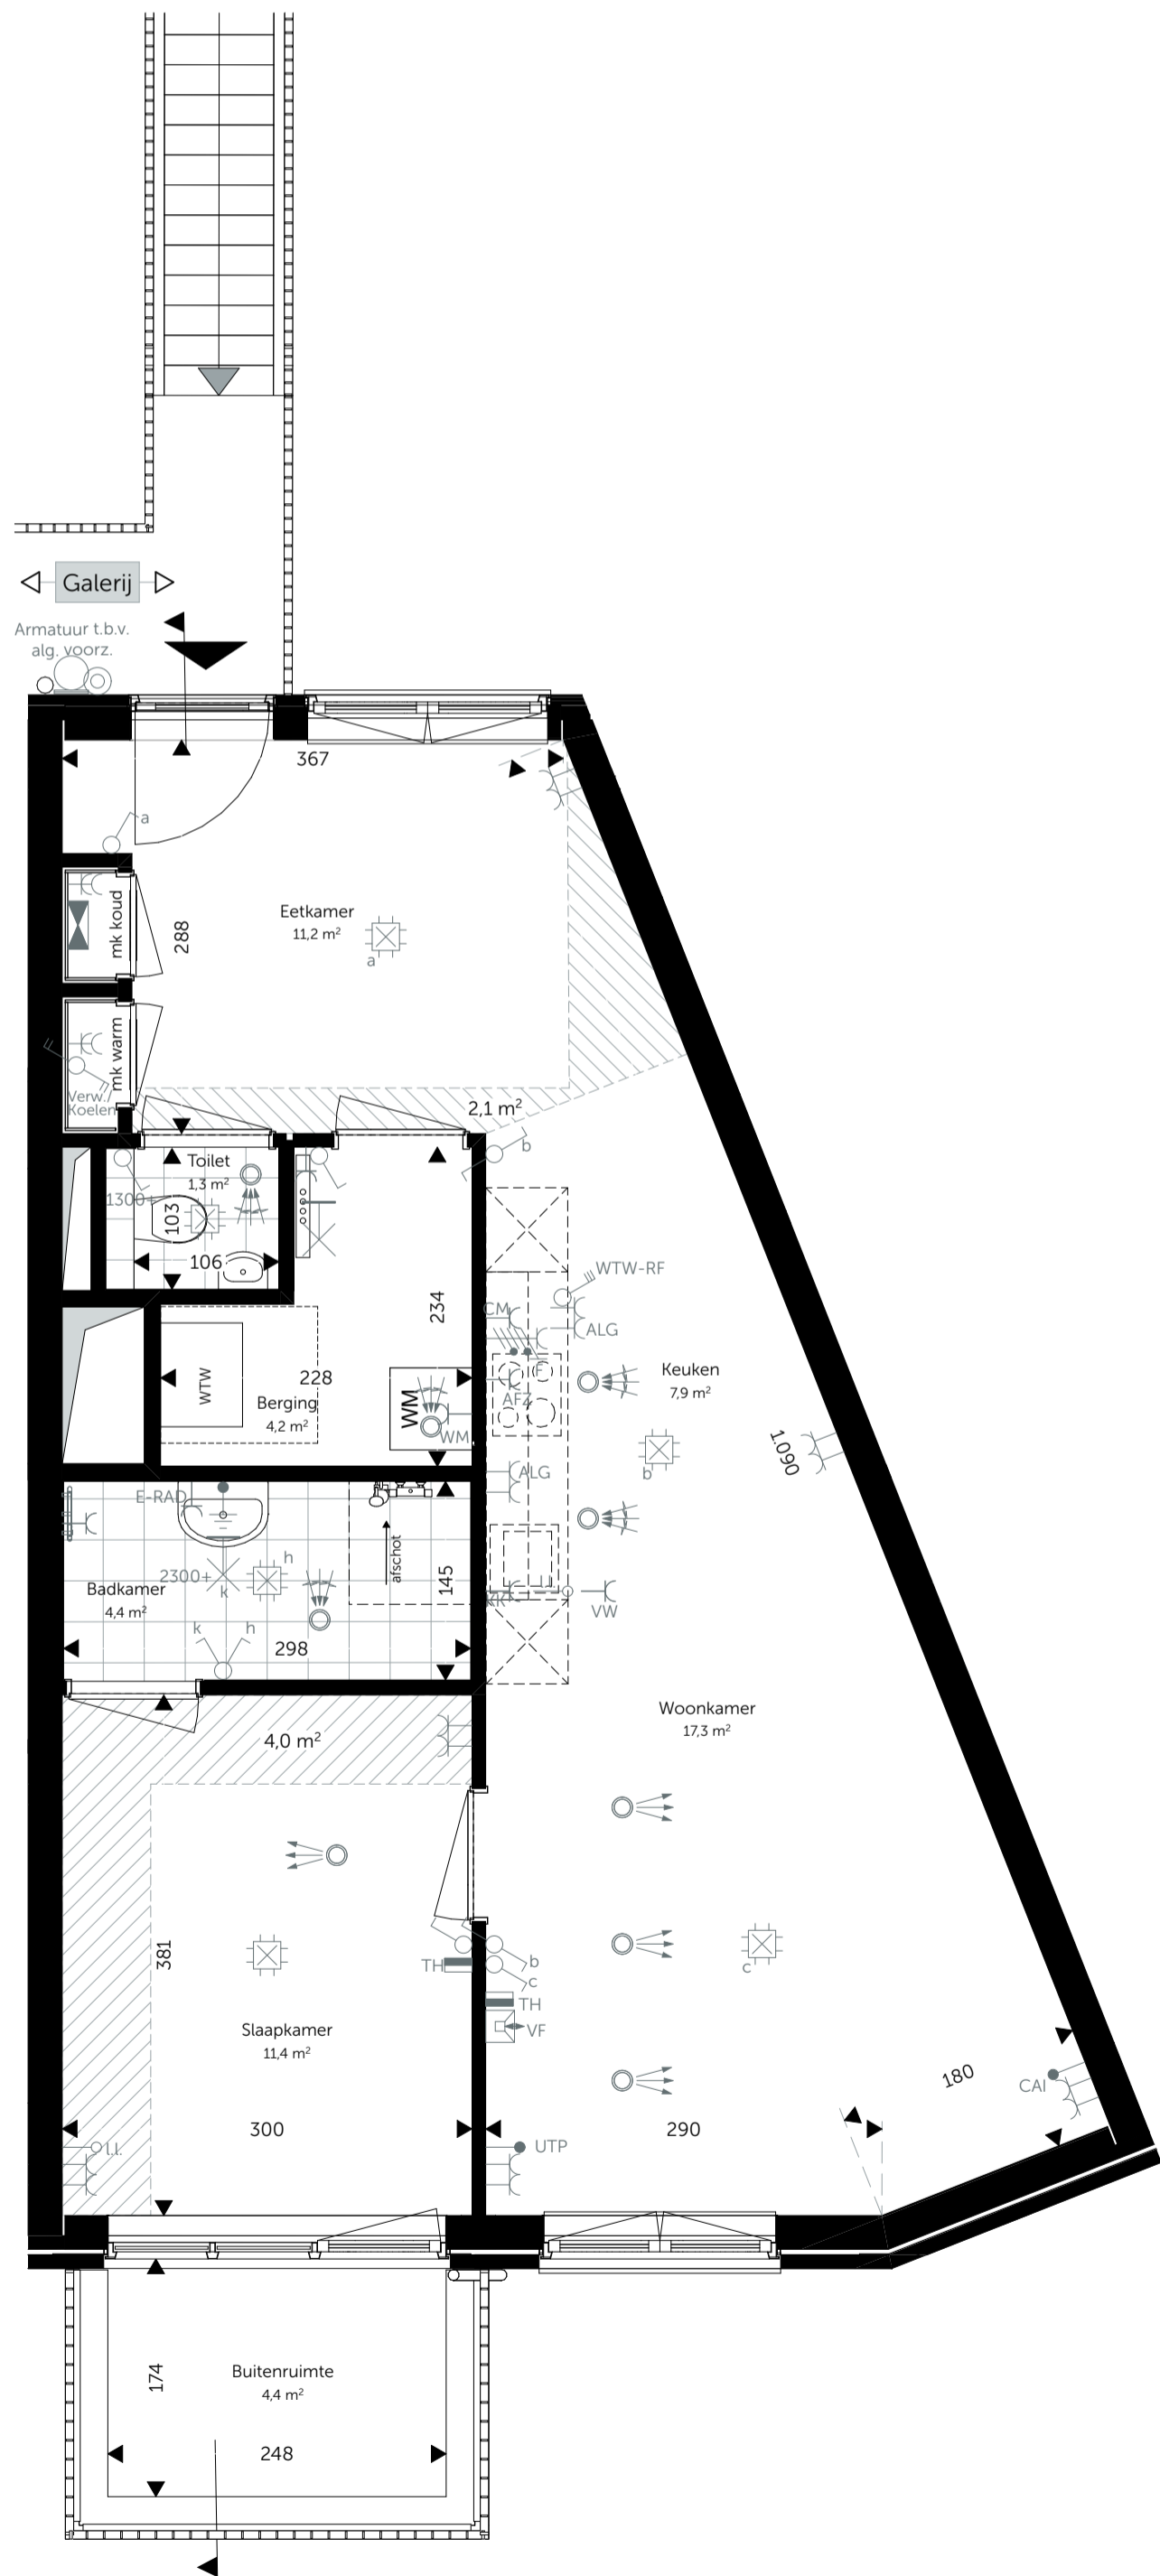 Galerij
Armatuur t.b.v.
alg. voorz.
367
a
mk koud
288
Eetkamer
11,2 m²
a
mk warm
Verw./
Koelen
2,1 m²
b
Toilet
1,3 m²
1300+
103
106
WTW-RF
CM
ALG
234
Keuken
7,9 m²
WTW
228
Berging
4,2 m²
WM
WM
AFZ
b
1.090
ALG
E-RAD
2300+
k
h
afschot
145
Badkamer
4,4 m²
k
h
298
VW
Woonkamer
17,3 m²
4,0 m²
381
TH
b
c
c
TH
VF
Slaapkamer
11,4 m²
180
CAI
300
290
l.l.
UTP
174
Buitenruimte
4,4 m²
248